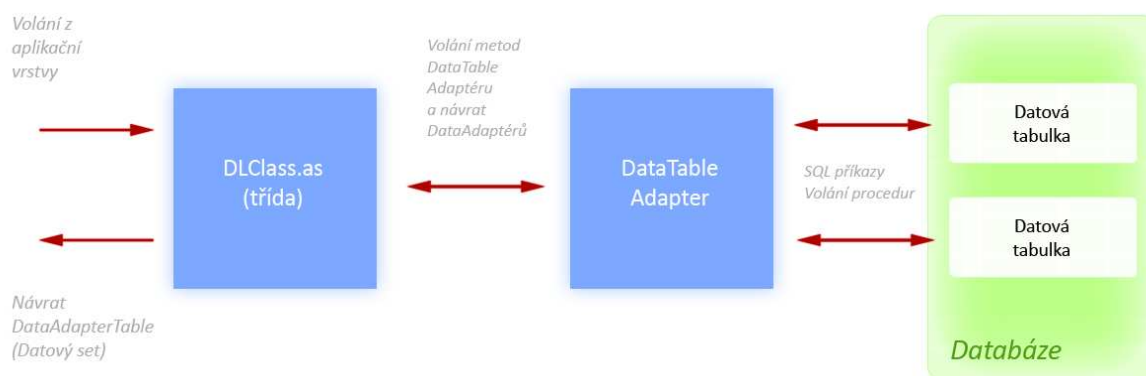 Volání z
aplikační
vrstvy
Volání metod
DataTable
Adaptéru
a návrat
DataAdaptérů
DLClass.as
(třída)
DataTable
Adapter
SQL příkazy
Volání procedur
Datová
tabulka
Datová
tabulka
Návrat
DataAdapterTable
(Datový set)
Databáze